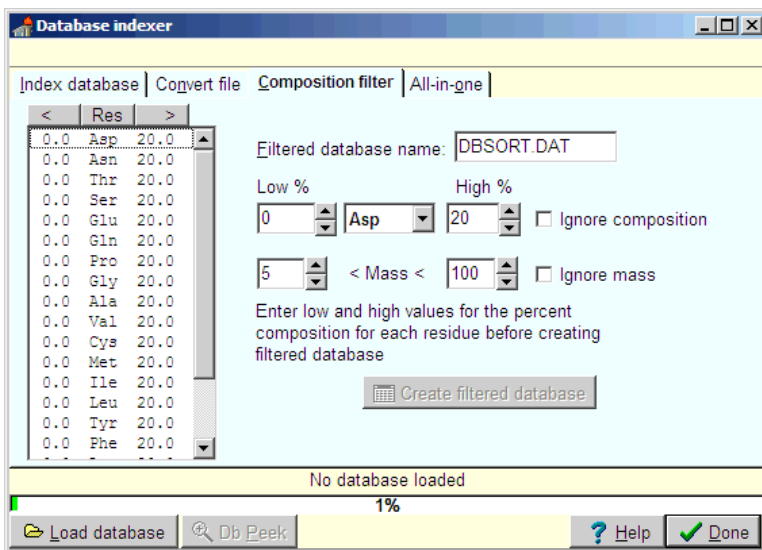 Database indexer
Index database Convert file Composition filter All-in-one
< Res >
0.0 Asp 20.0
0.0 Asn 20.0
0.0 Thr 20.0
0.0 Ser 20.0
0.0 Glu 20.0
0.0 Gln 20.0
0.0 Pro 20.0
0.0 Gly 20.0
0.0 Ala 20.0
0.0 Val 20.0
0.0 Cys 20.0
0.0 Met 20.0
0.0 Ile 20.0
0.0 Leu 20.0
0.0 Tyr 20.0
0.0 Phe 20.0
Filtered database name: DBSORT.DAT
Low % High %
0 Asp 20 Ignore composition
5 < Mass < 100 Ignore mass
Enter low and high values for the percent
composition for each residue before creating
filtered database
Create filtered database
No database loaded
1%
Load database Db Peek ? Help Done